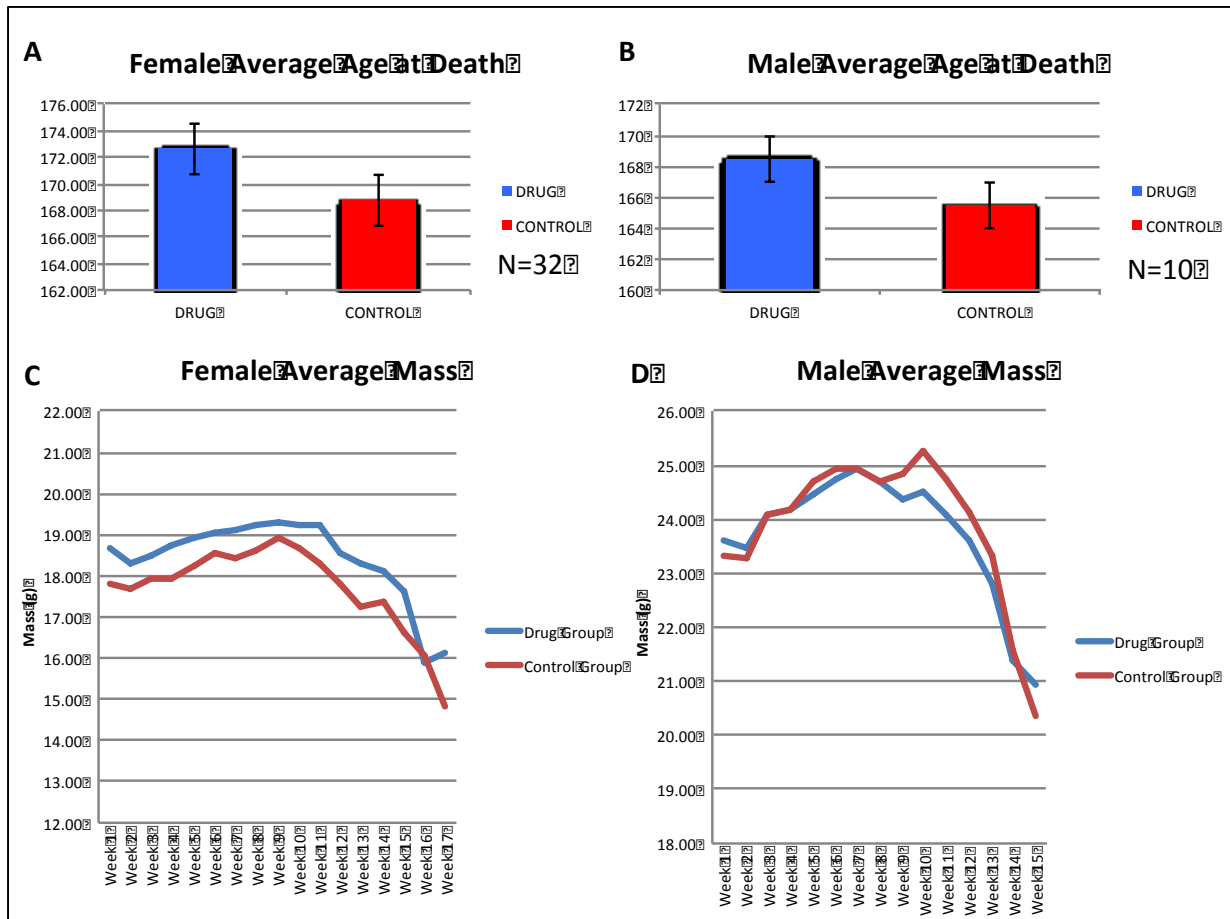 A
Female Average Age at Death
176.00
174.00
172.00
170.00
168.00
166.00
164.00
162.00
DRUG
CONTROL
DRUG
CONTROL
N=32
B
Male Average Age at Death
172
170
168
166
164
162
160
DRUG
CONTROL
DRUG
CONTROL
N=10
C
Female Average Mass
22.00
21.00
20.00
19.00
18.00
17.00
16.00
15.00
14.00
13.00
12.00
Mass (g)
Week 1
Week 2
Week 3
Week 4
Week 5
Week 6
Week 7
Week 8
Week 9
Week 10
Week 11
Week 12
Week 13
Week 14
Week 15
Week 16
Week 17
Drug Group
Control Group
D
Male Average Mass
26.00
25.00
24.00
23.00
22.00
21.00
20.00
19.00
18.00
Mass (g)
Week 1
Week 2
Week 3
Week 4
Week 5
Week 6
Week 7
Week 8
Week 9
Week 10
Week 11
Week 12
Week 13
Week 14
Week 15
Drug Group
Control Group